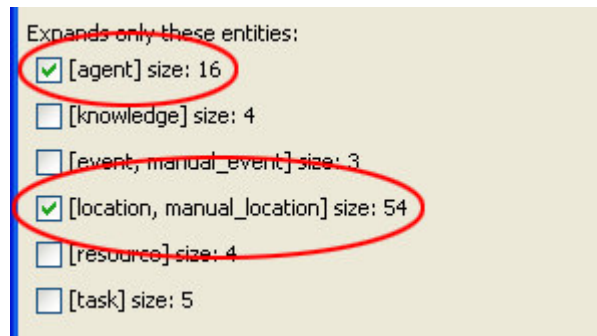 Expands only these entities:
[agent] size: 16
[knowledge] size: 4
[event, manual_event] size: 3
[location, manual_location] size: 54
[resource] size: 4
[task] size: 5